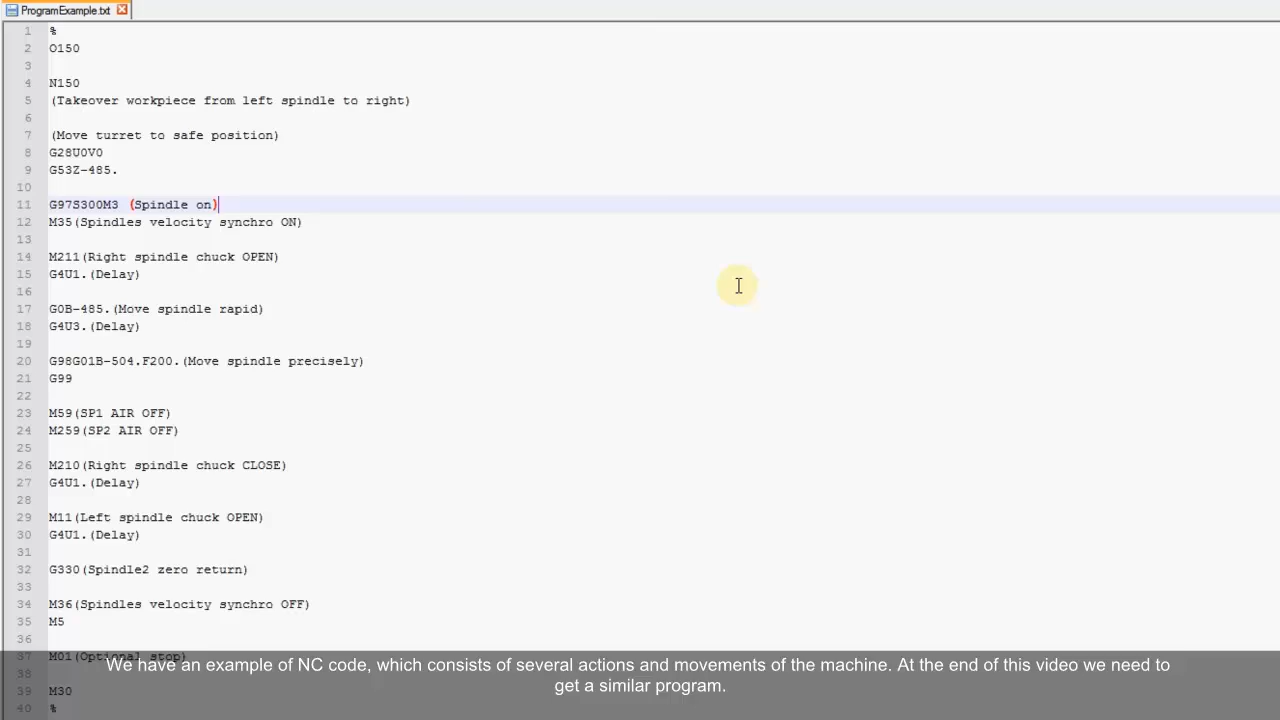 ProgramExample.txt
1 %
2 O150
3
4 N150
5 (Takeover workpiece from left spindle to right)
6
7 (Move turret to safe position)
8 G28U0V0
9 G53Z-485.
10
11 G97S300M3 (Spindle on)
12 M35(Spindles velocity synchro ON)
13
14 M211(Right spindle chuck OPEN)
15 G4U1.(Delay)
16
17 G0B-485.(Move spindle rapid)
18 G4U3.(Delay)
19
20 G98G01B-504.F200.(Move spindle precisely)
21 G99
22
23 M59(SP1 AIR OFF)
24 M259(SP2 AIR OFF)
25
26 M210(Right spindle chuck CLOSE)
27 G4U1.(Delay)
28
29 M11(Left spindle chuck OPEN)
30 G4U1.(Delay)
31
32 G330(Spindle2 zero return)
33
34 M36(Spindles velocity synchro OFF)
35 M5
36
37 M01(Optional stop)
38
39 M30
40 %
We have an example of NC code, which consists of several actions and movements of the machine. At the end of this video we need to
get a similar program.